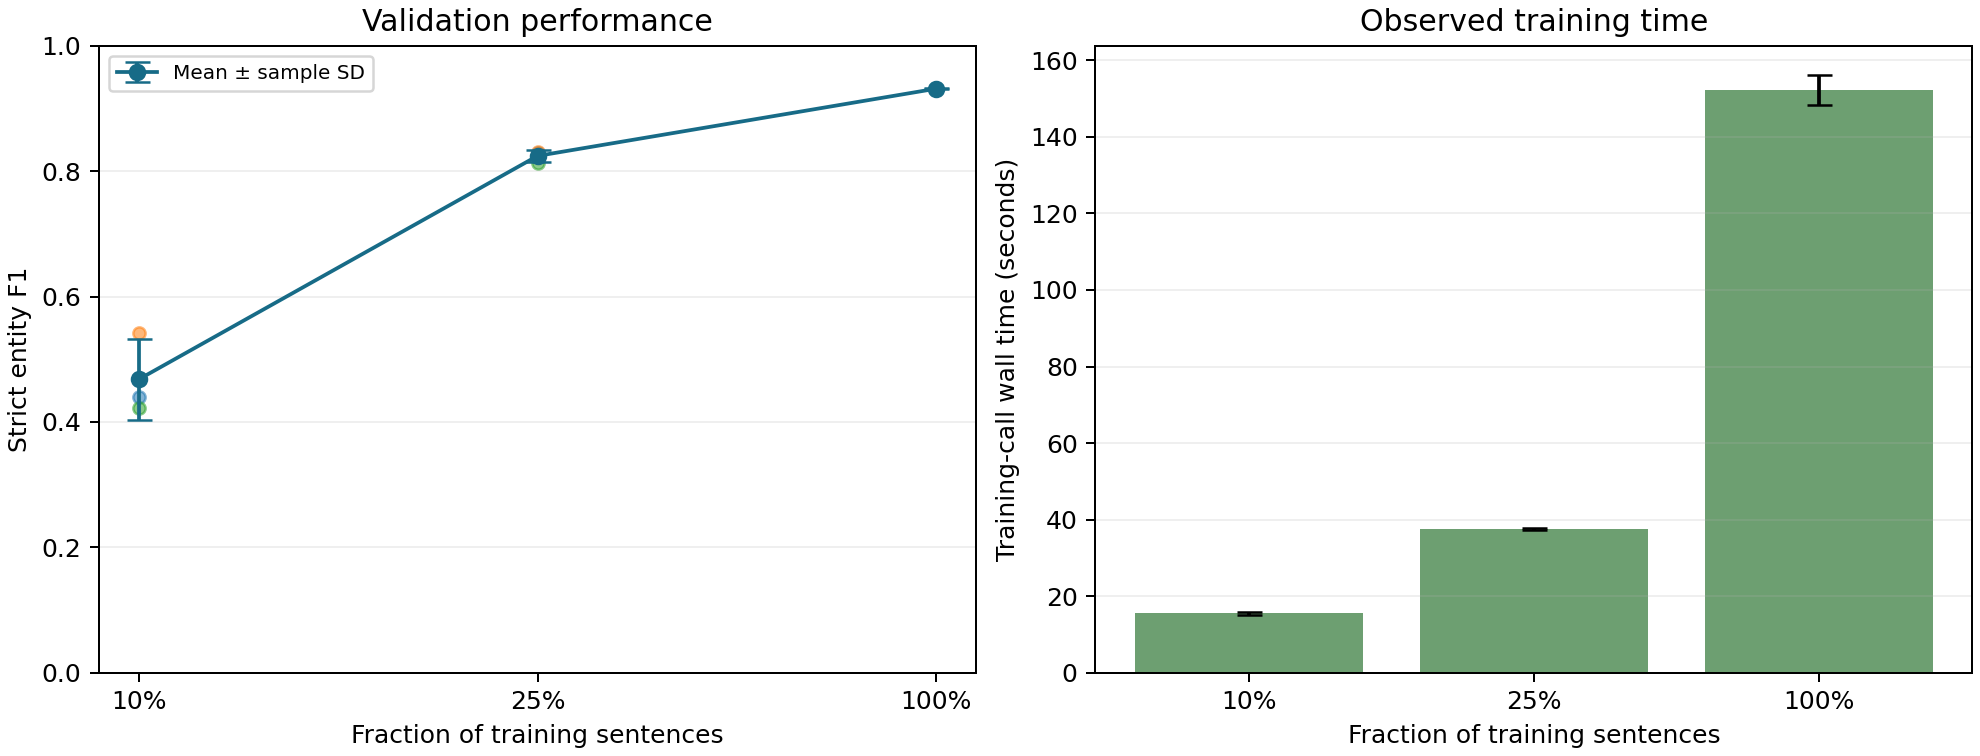 Validation performance
Mean ± sample SD
1.0
0.8
0.6
0.4
0.2
0.0
Strict entity F1
10% 25% 100%
Fraction of training sentences
Observed training time
160
140
120
100
80
60
40
20
0
Training-call wall time (seconds)
10% 25% 100%
Fraction of training sentences